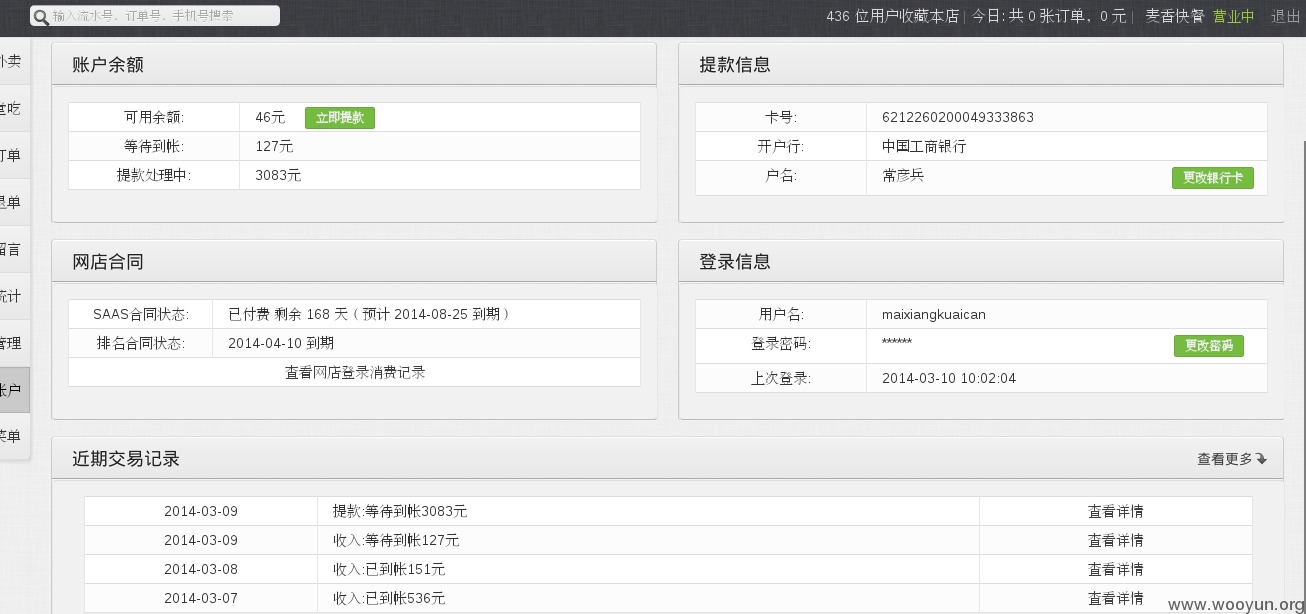 输入流水号、订单号、手机号搜索
436 位用户收藏本店 | 今日: 共 0 张订单, 0 元 | 麦香快餐 营业中 退出
外卖
堂吃
订单
退单
留言
统计
管理
账户
菜单
账户余额
可用余额: 46元 立即提款
等待到帐: 127元
提款处理中: 3083元
提款信息
卡号: 6212260200049333863
开户行: 中国工商银行
户名: 常彦兵 更改银行卡
网店合同
SAAS合同状态: 已付费 剩余 168 天 ( 预计 2014-08-25 到期 )
排名合同状态: 2014-04-10 到期
查看网店登录消费记录
登录信息
用户名: maixiangkuaican
登录密码: ****** 更改密码
上次登录: 2014-03-10 10:02:04
近期交易记录 查看更多
2014-03-09 提款:等待到帐3083元 查看详情
2014-03-09 收入:等待到帐127元 查看详情
2014-03-08 收入:已到帐151元 查看详情
2014-03-07 收入:已到帐536元 查看详情
www.wooyun.org